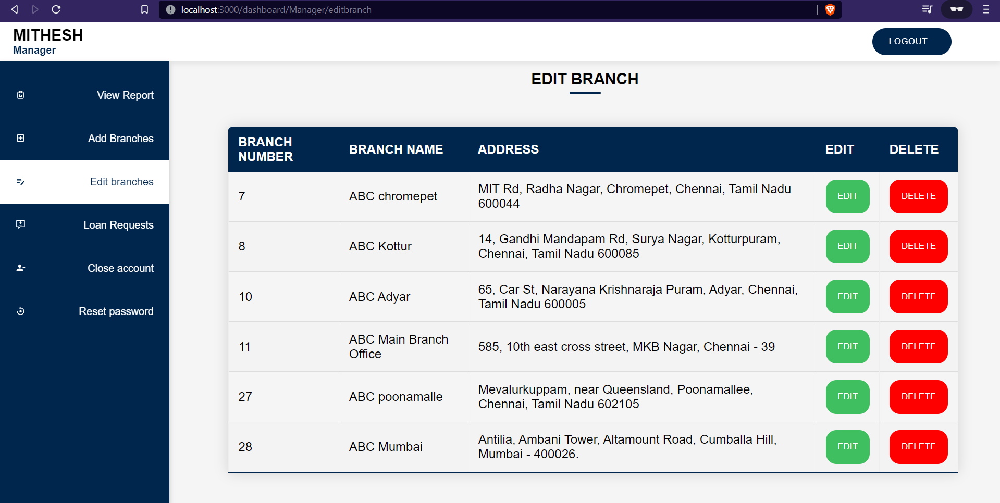 localhost:3000/dashboard/Manager/editbranch
MITHESH
Manager
LOGOUT
View Report
Add Branches
Edit branches
Loan Requests
Close account
Reset password
EDIT BRANCH
BRANCH NUMBER BRANCH NAME ADDRESS EDIT DELETE
7 ABC chromepet MIT Rd, Radha Nagar, Chromepet, Chennai, Tamil Nadu
600044 EDIT DELETE
8 ABC Kottur 14, Gandhi Mandapam Rd, Surya Nagar, Kotturpuram,
Chennai, Tamil Nadu 600085 EDIT DELETE
10 ABC Adyar 65, Car St, Narayana Krishnaraja Puram, Adyar, Chennai,
Tamil Nadu 600005 EDIT DELETE
11 ABC Main Branch
Office 585, 10th east cross street, MKB Nagar, Chennai - 39 EDIT DELETE
27 ABC poonamalle Mevalurkuppam, near Queensland, Poonamallee,
Chennai, Tamil Nadu 602105 EDIT DELETE
28 ABC Mumbai Antilia, Ambani Tower, Altamount Road, Cumballa Hill,
Mumbai - 400026. EDIT DELETE